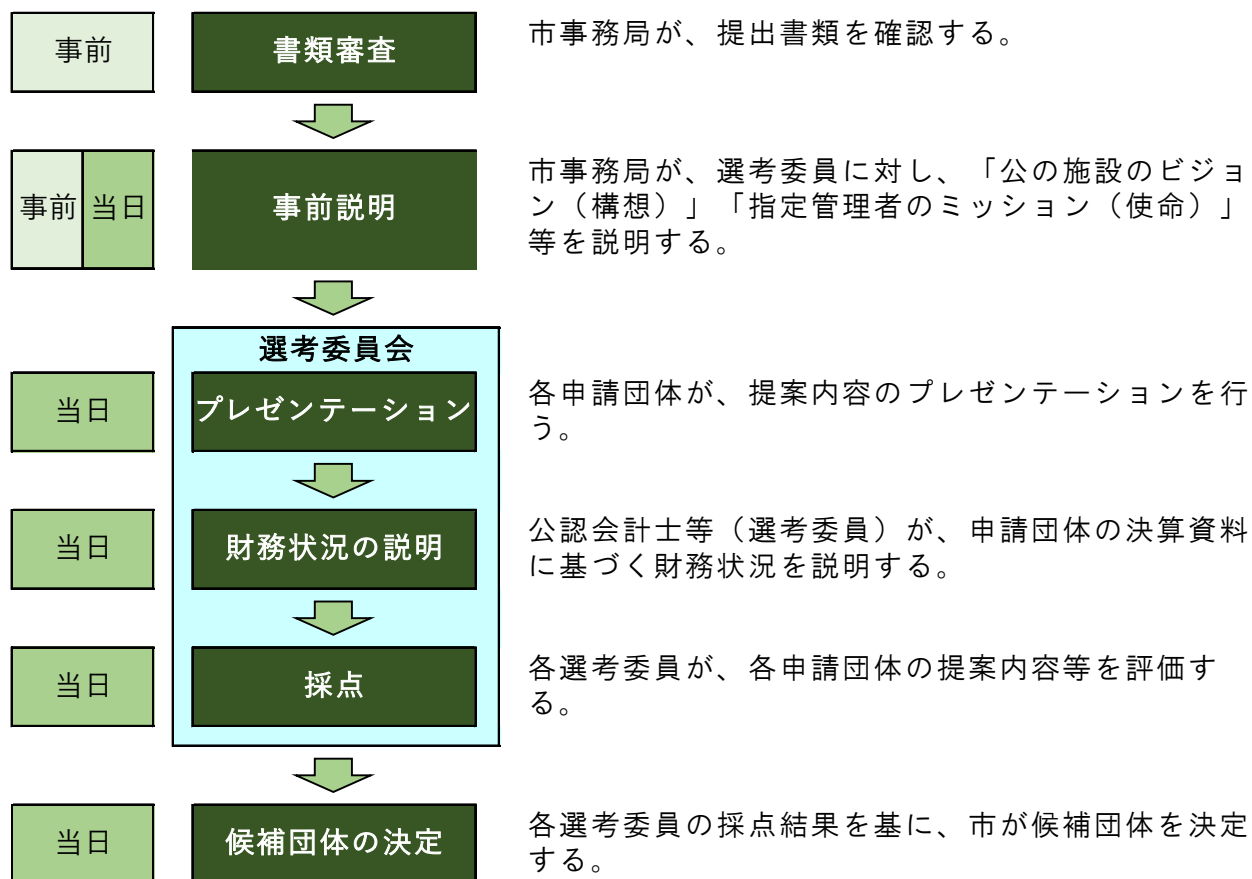 事前
書類審査
市事務局が、提出書類を確認する。
事前 当日
事前説明
市事務局が、選考委員に対し、「公の施設のビジョ
ン（構想）」「指定管理者のミッション（使命）」
等を説明する。
選考委員会
当日
プレゼンテーション
各申請団体が、提案内容のプレゼンテーションを行
う。
当日
財務状況の説明
公認会計士等（選考委員）が、申請団体の決算資料
に基づく財務状況を説明する。
当日
採点
各選考委員が、各申請団体の提案内容等を評価す
る。
当日
候補団体の決定
各選考委員の採点結果を基に、市が候補団体を決定
する。